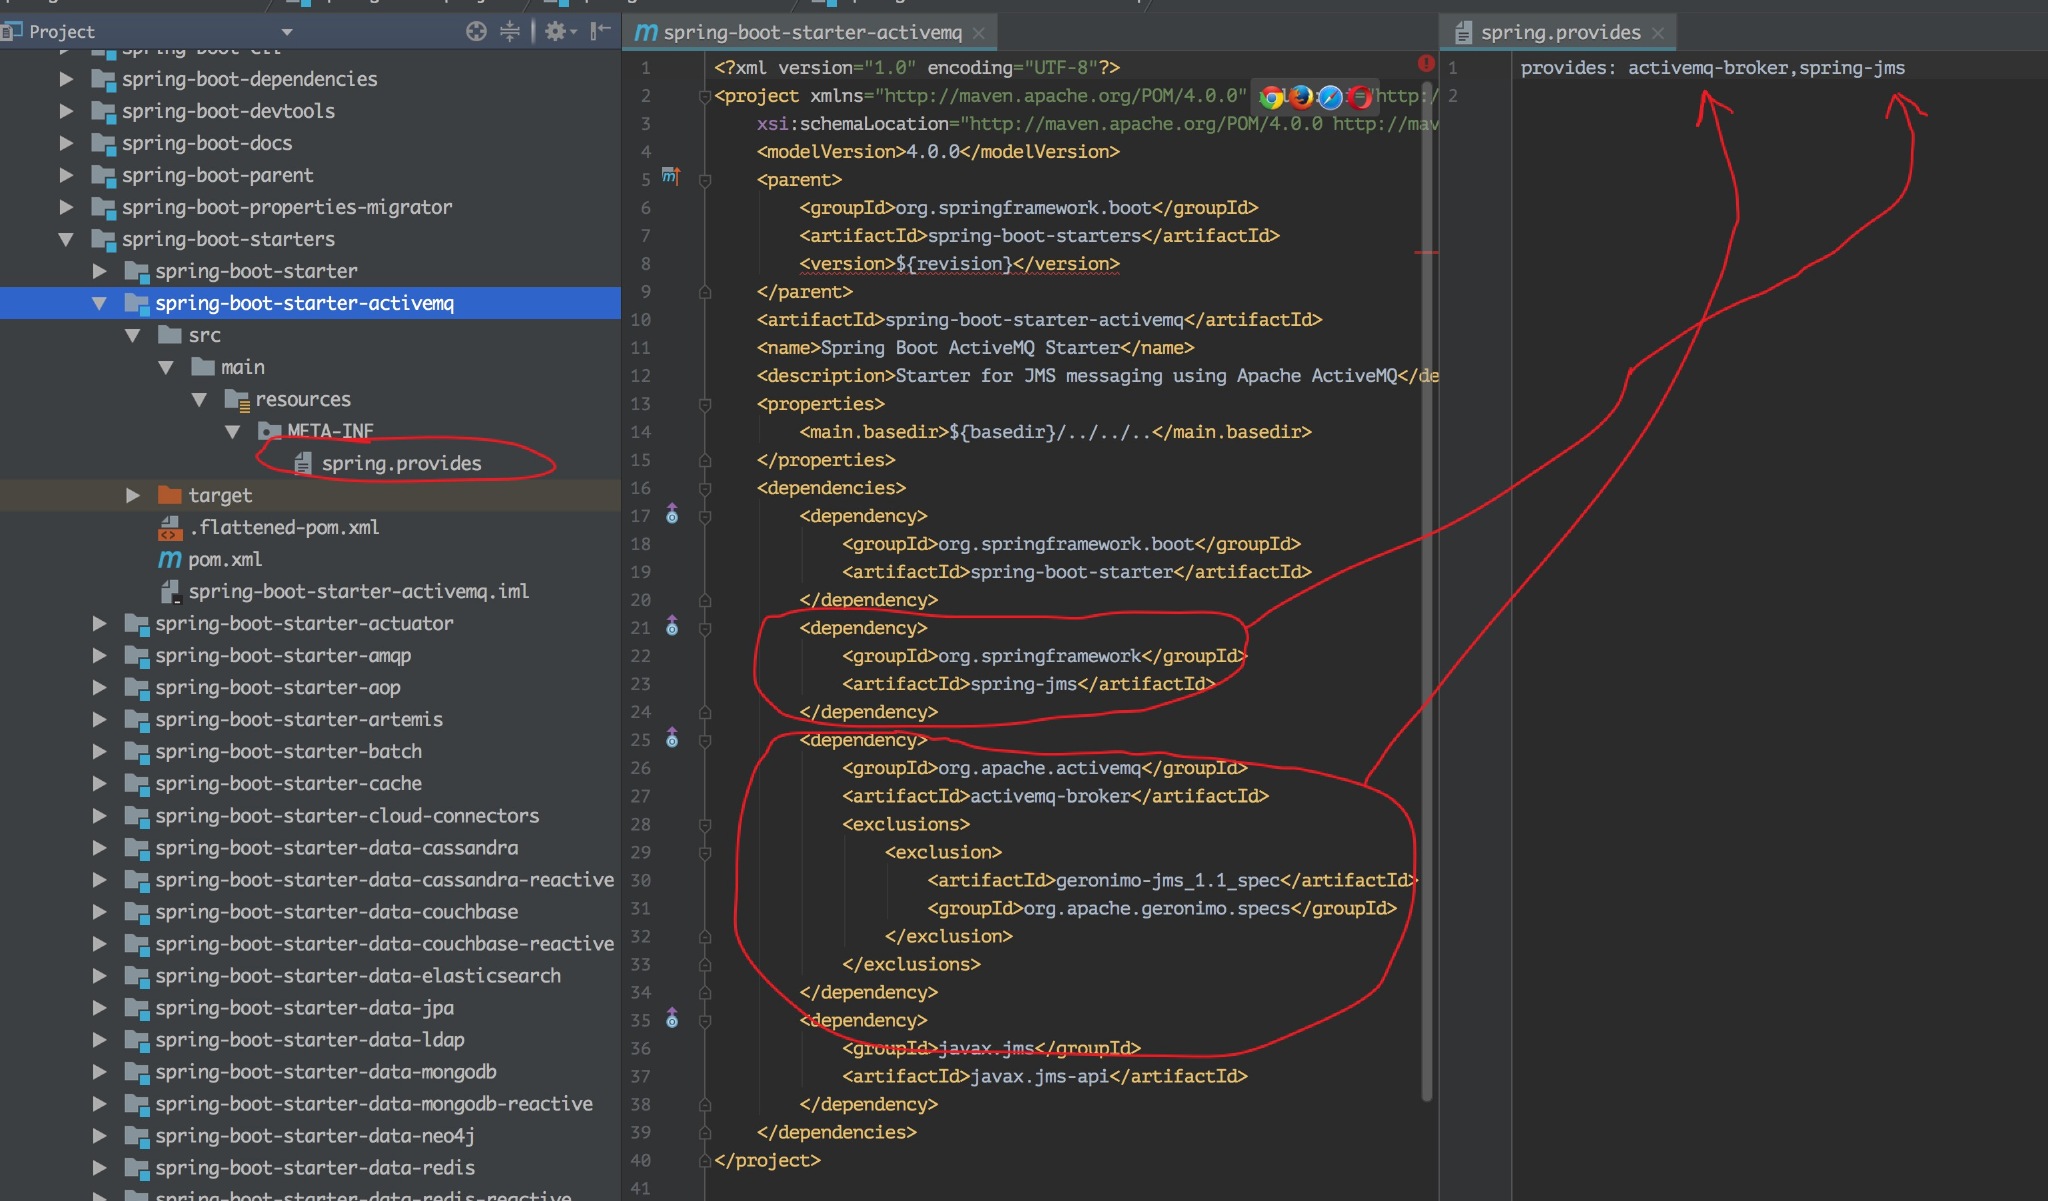 Project
spring-boot-cli
spring-boot-dependencies
spring-boot-devtools
spring-boot-docs
spring-boot-parent
spring-boot-properties-migrator
spring-boot-starters
spring-boot-starter
spring-boot-starter-activemq
src
main
resources
META-INF
spring.provides
target
.flattened-pom.xml
pom.xml
spring-boot-starter-activemq.iml
spring-boot-starter-actuator
spring-boot-starter-amqp
spring-boot-starter-aop
spring-boot-starter-artemis
spring-boot-starter-batch
spring-boot-starter-cache
spring-boot-starter-cloud-connectors
spring-boot-starter-data-cassandra
spring-boot-starter-data-cassandra-reactive
spring-boot-starter-data-couchbase
spring-boot-starter-data-couchbase-reactive
spring-boot-starter-data-elasticsearch
spring-boot-starter-data-jpa
spring-boot-starter-data-ldap
spring-boot-starter-data-mongodb
spring-boot-starter-data-mongodb-reactive
spring-boot-starter-data-neo4j
spring-boot-starter-data-redis
spring-boot-starter-data-redis-reactive
spring-boot-starter-activemq
1 <?xml version="1.0" encoding="UTF-8"?>
2 <project xmlns="http://maven.apache.org/POM/4.0.0" "http:/
3 xsi:schemaLocation="http://maven.apache.org/POM/4.0.0 http://mav
4 <modelVersion>4.0.0</modelVersion>
5 <parent>
6 <groupId>org.springframework.boot</groupId>
7 <artifactId>spring-boot-starters</artifactId>
8 <version>${revision}</version>
9 </parent>
10 <artifactId>spring-boot-starter-activemq</artifactId>
11 <name>Spring Boot ActiveMQ Starter</name>
12 <description>Starter for JMS messaging using Apache ActiveMQ</de
13 <properties>
14 <main.basedir>${basedir}/../../..</main.basedir>
15 </properties>
16 <dependencies>
17 <dependency>
18 <groupId>org.springframework.boot</groupId>
19 <artifactId>spring-boot-starter</artifactId>
20 </dependency>
21 <dependency>
22 <groupId>org.springframework</groupId>
23 <artifactId>spring-jms</artifactId>
24 </dependency>
25 <dependency>
26 <groupId>org.apache.activemq</groupId>
27 <artifactId>activemq-broker</artifactId>
28 <exclusions>
29 <exclusion>
30 <artifactId>geronimo-jms_1.1_spec</artifactId>
31 <groupId>org.apache.geronimo.specs</groupId>
32 </exclusion>
33 </exclusions>
34 </dependency>
35 <dependency>
36 <groupId>javax.jms</groupId>
37 <artifactId>javax.jms-api</artifactId>
38 </dependency>
39 </dependencies>
40 </project>
41
spring.provides
1 provides: activemq-broker,spring-jms
2